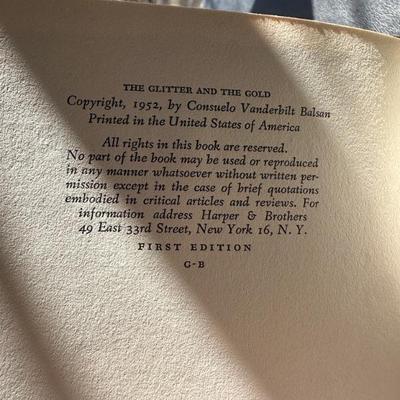 THE GLITTER AND THE GOLD
Copyright, 1952, by Consuelo Vanderbilt Balsan
Printed in the United States of America
All rights in this book are reserved.
No part of the book may be used or reproduced
in any manner whatsoever without written per-
mission except in the case of brief quotations
embodied in critical articles and reviews. For
information address Harper & Brothers
49 East 33rd Street, New York 16, N. Y.
FIRST EDITION
G-B